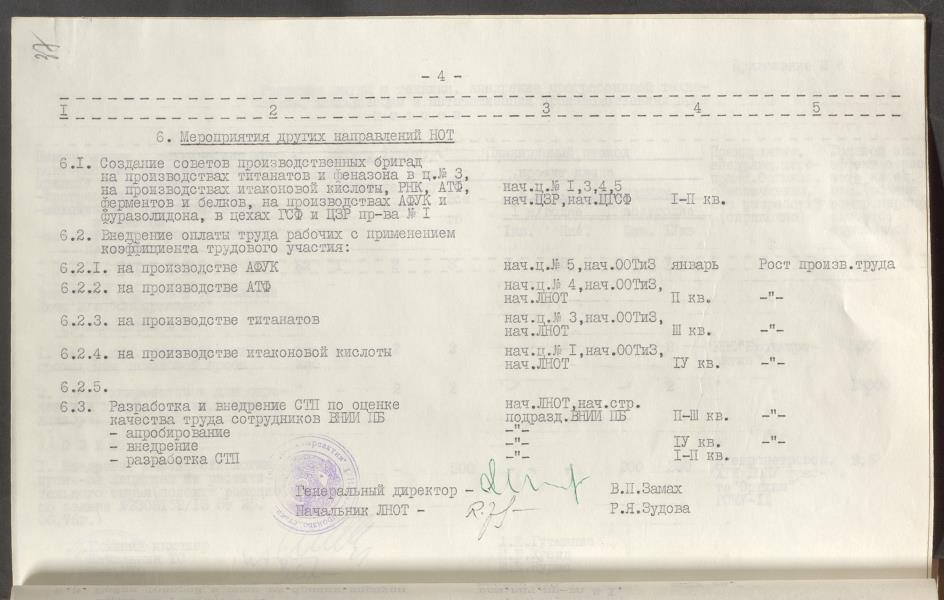 - 4 -
I 2 3 4 5
6. Мероприятия других направлений НОТ
6.I. Создание советов производственных бригад
на производствах титанатов и феназона в ц.№ 3,
на производствах итаконовой кислоты, РНК, АТФ, нач.ц.№ I,3,4,5
ферментов и белков, на производствах АФУК и нач.ЦЗР,нач.ЦГСФ I-П кв.
фуразолидона, в цехах ГСФ и ЦЗР пр-ва № I
6.2. Внедрение оплаты труда рабочих с применением
коэффициента трудового участия:
6.2.I. на производстве АФУК нач.ц.№ 5,нач.ООТиЗ январь Рост произв.труда
6.2.2. на производстве АТФ нач.ц.№ 4,нач.ООТиЗ,
нач.ЛНОТ П кв. -"-
6.2.3. на производстве титанатов нач.ц.№ 3,нач.ООТиЗ,
нач.ЛНОТ Ш кв. -"-
6.2.4. на производстве итаконовой кислоты нач.ц.№ I,нач.ООТиЗ,
нач.ЛНОТ IУ кв. -"-
6.2.5.
6.3. Разработка и внедрение СТП по оценке нач.ЛНОТ,нач.стр.
качества труда сотрудников ВНИИ ПБ подразд.ВНИИ ПБ П-Ш кв. -"-
- апробирование -"-
- внедрение -"- IУ кв. -"-
- разработка СТП -"- I-П кв.
Генеральный директор - В.П.Замах
Начальник ЛНОТ - Р.Я.Зудова